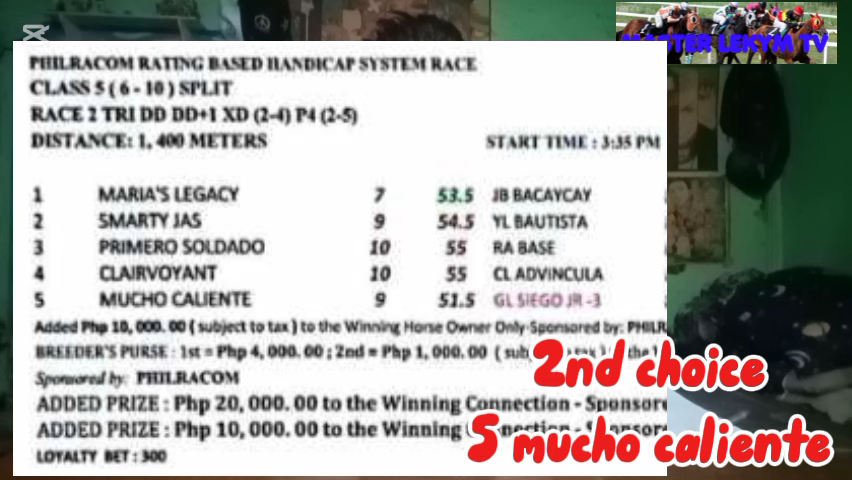 MASTER LEKYM TV
PHILRACOM RATING BASED HANDICAP SYSTEM RACE
CLASS 5 ( 6 - 10 ) SPLIT
RACE 2 TRI DD DD+1 XD (2-4) P4 (2-5)
DISTANCE: 1, 400 METERS START TIME : 3:35 PM
1 MARIA'S LEGACY 7 53.5 JB BACAYCAY
2 SMARTY JAS 9 54.5 YL BAUTISTA
3 PRIMERO SOLDADO 10 55 RA BASE
4 CLAIRVOYANT 10 55 CL ADVINCULA
5 MUCHO CALIENTE 9 51.5 GL SIEGO JR -3
Added Php 10, 000. 00 ( subject to tax ) to the Winning Horse Owner Only-Sponsored by: PHILR
BREEDER'S PURSE : 1st = Php 4, 000. 00 ; 2nd = Php 1, 000. 00 ( sub
Sponsored by: PHILRACOM
ADDED PRIZE : Php 20, 000. 00 to the Winning Connection - Sponsore
ADDED PRIZE : Php 10, 000. 00 to the Winning
LOYALTY BET : 300
2nd choice
5 mucho caliente